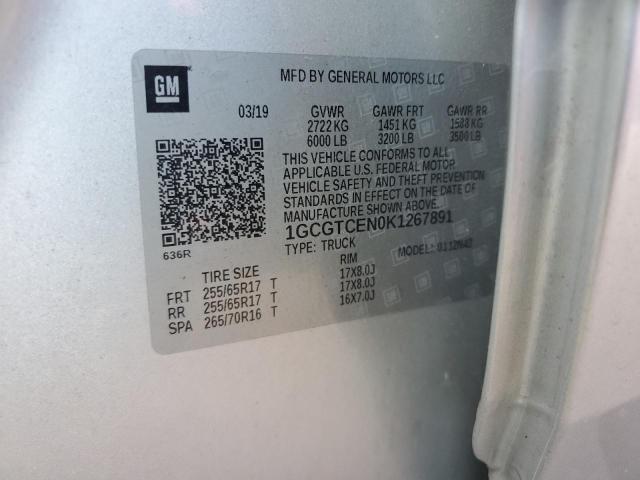 GM
MFD BY GENERAL MOTORS LLC
03/19 GVWR GAWR FRT GAWR RR
2722 KG 1451 KG 1588 KG
6000 LB 3200 LB 3500 LB
THIS VEHICLE CONFORMS TO ALL
APPLICABLE U.S. FEDERAL MOTOR
VEHICLE SAFETY AND THEFT PREVENTION
STANDARDS IN EFFECT ON THE DATE OF
MANUFACTURE SHOWN ABOVE.
1GCGTCEN0K1267891
636R
TYPE: TRUCK MODEL:
TIRE SIZE RIM
FRT 255/65R17 T 17X8.0J
RR 255/65R17 T 17X8.0J
SPA 265/70R16 T 16X7.0J